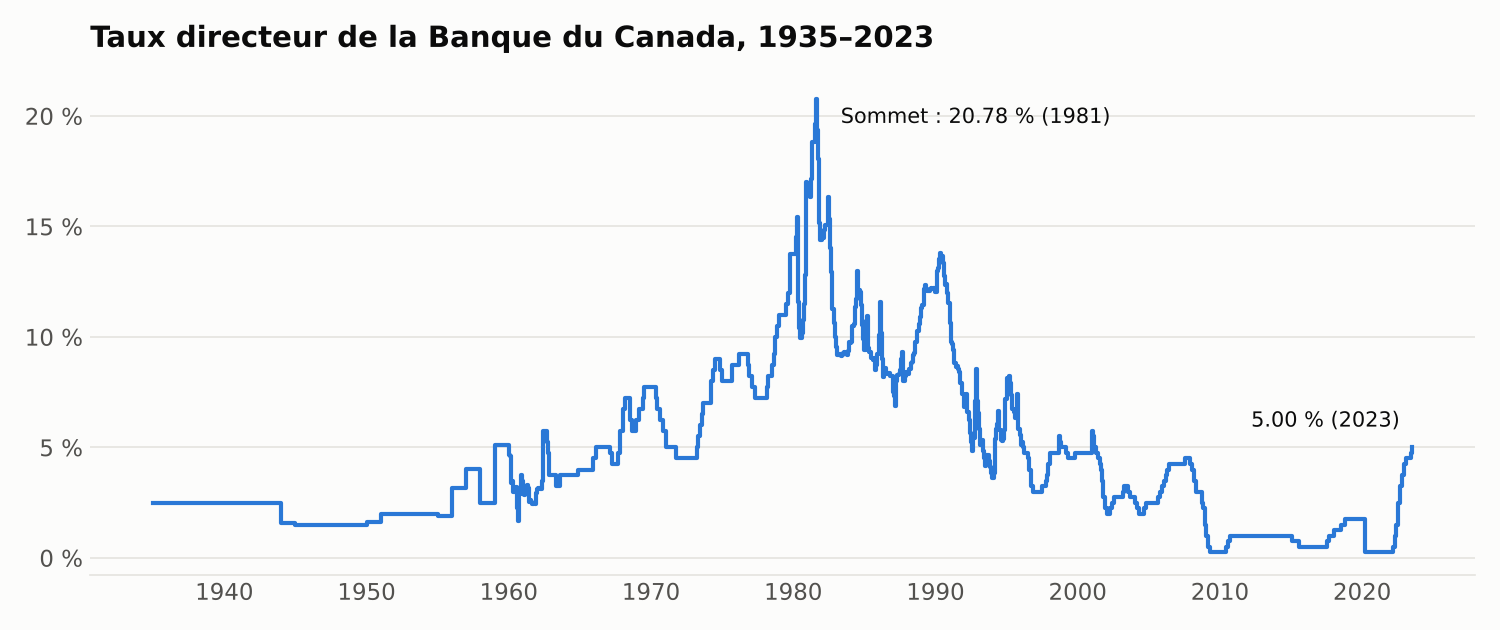 Taux directeur de la Banque du Canada, 1935–2023
20 %
Sommet : 20.78 % (1981)
15 %
10 %
5.00 % (2023)
5 %
0 %
1940 1950 1960 1970 1980 1990 2000 2010 2020